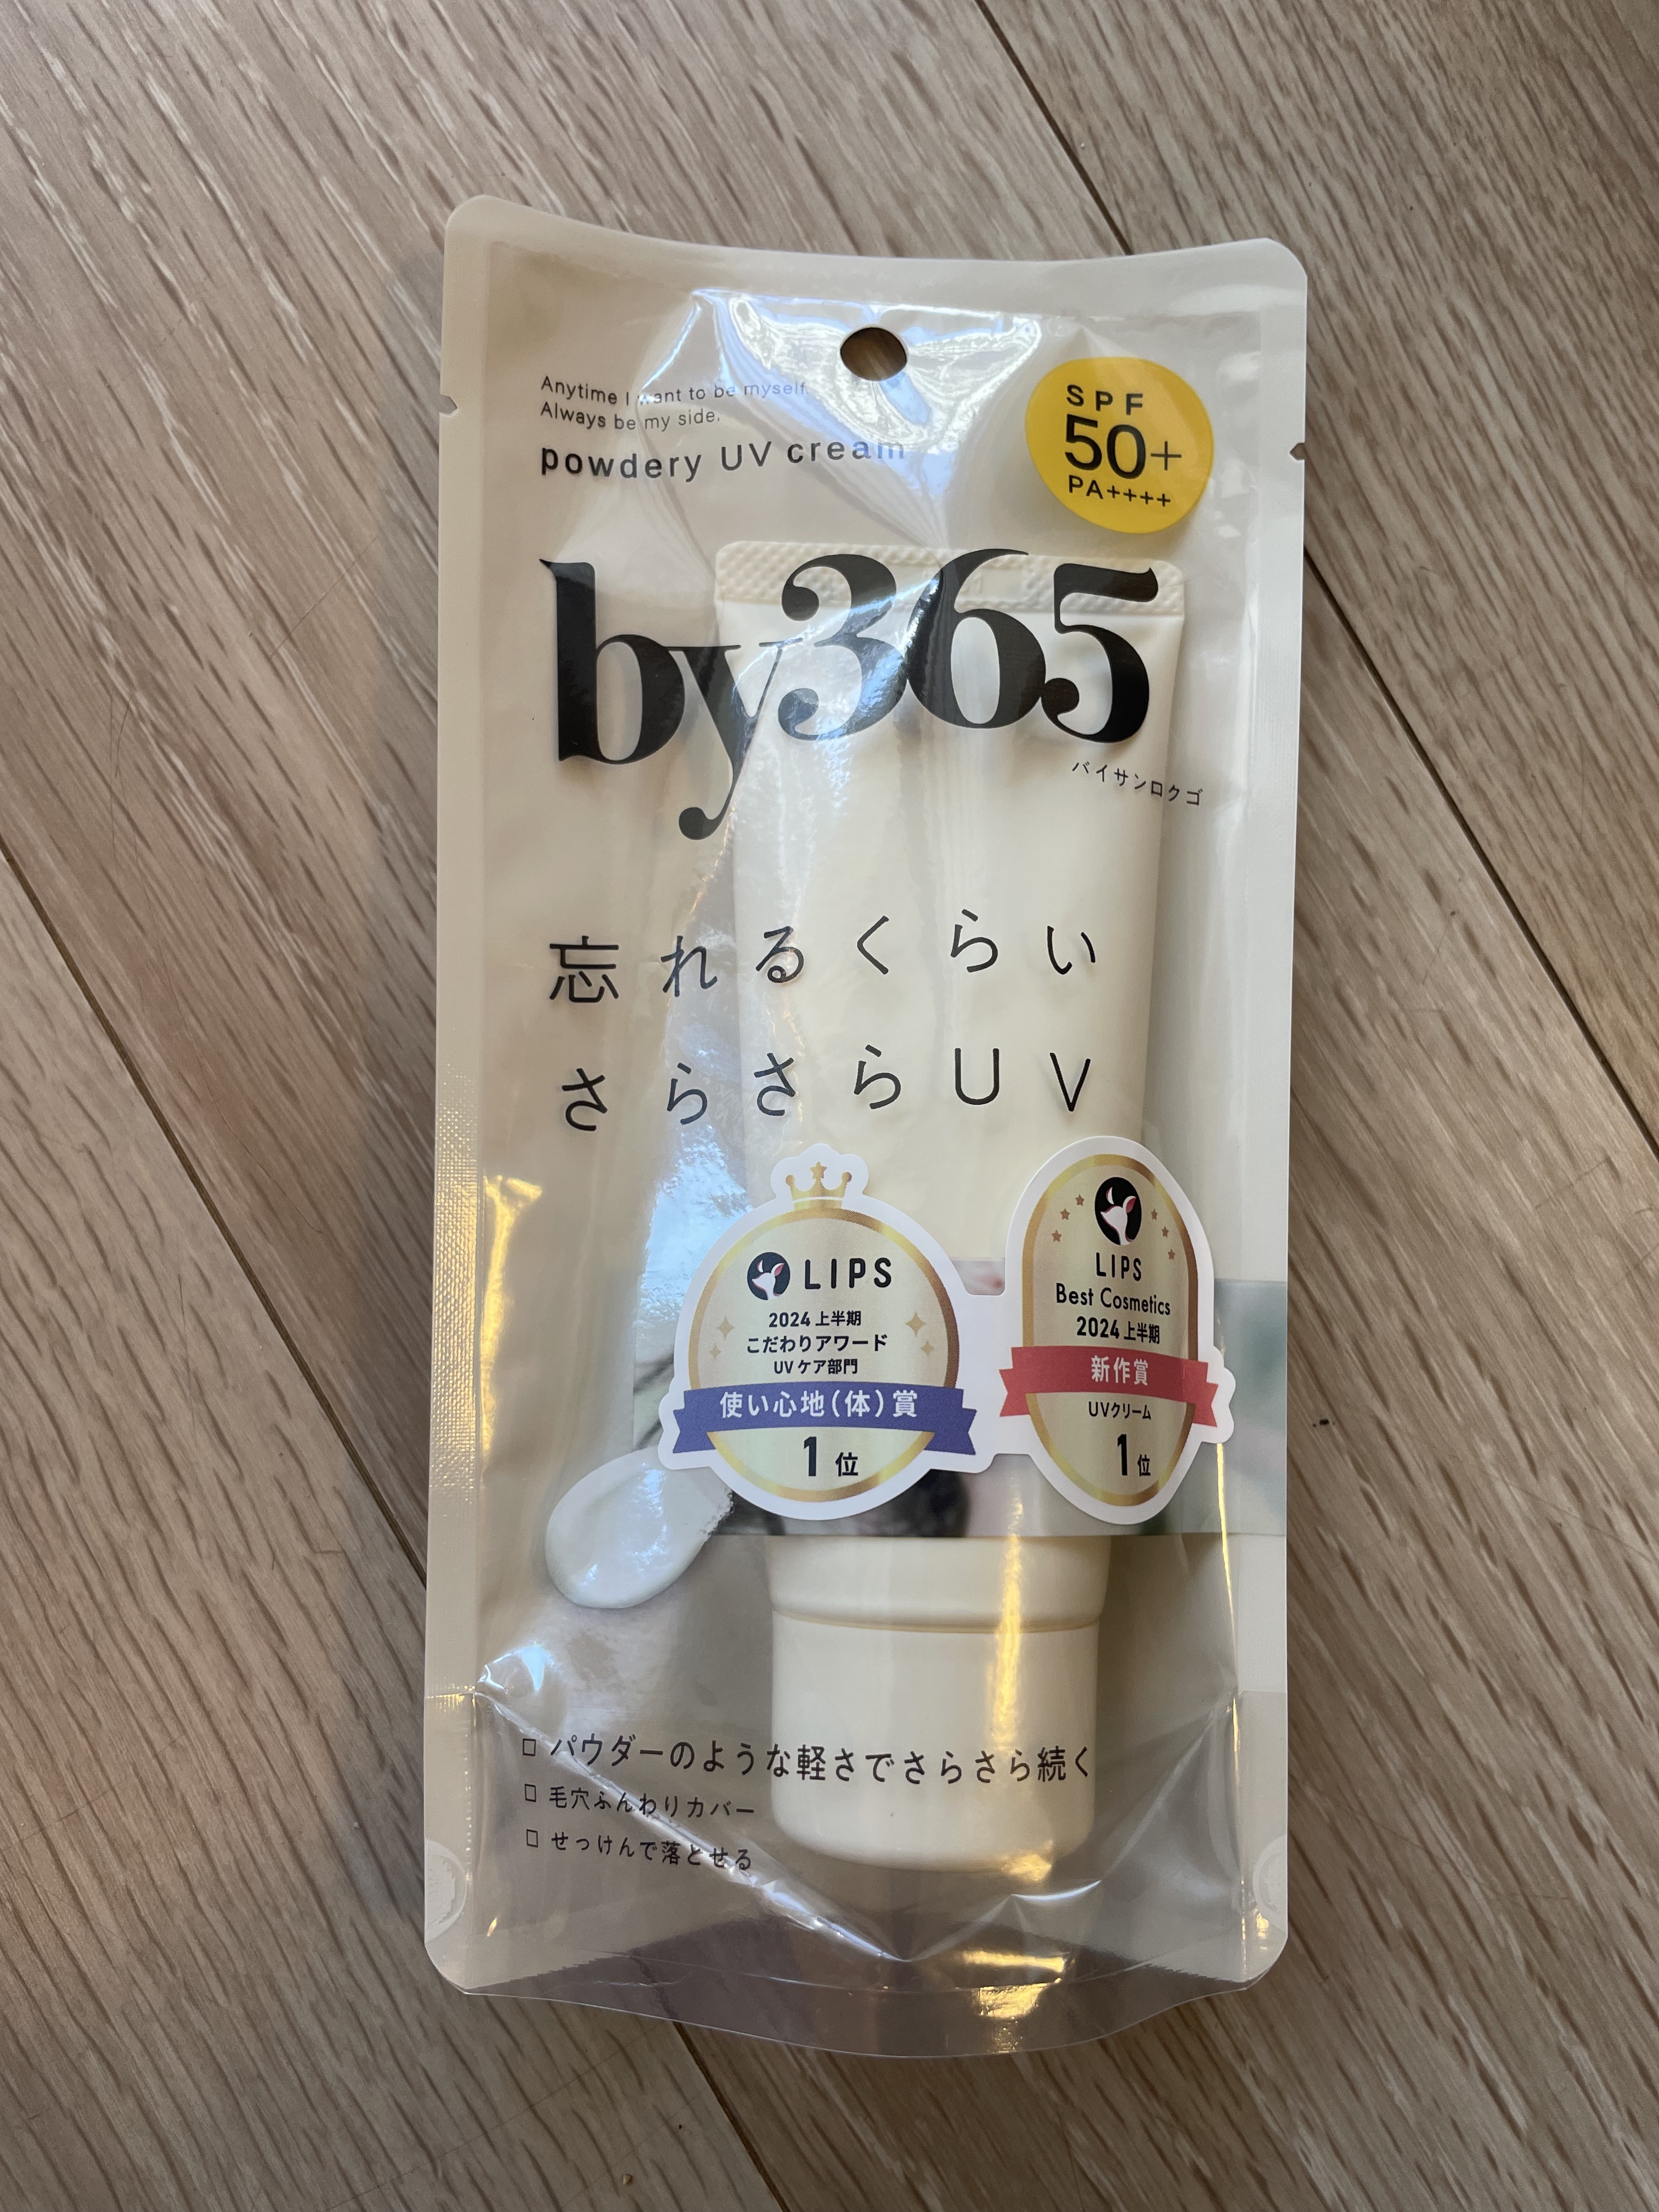 Anytime I want to be myself.
Always be my side.
powdery UV cream
SPF
50+
PA++++
by365
バイサンロクゴ
忘れるくらい
さらさらUV
LIPS
2024 上半期
こだわりアワード
UV ケア部門
使い心地(体)賞
1 位
LIPS
Best Cosmetics
2024 上半期
新作賞
UVクリーム
1 位
□ パウダーのような軽さでさらさら続く
□ 毛穴ふんわりカバー
□ せっけんで落とせる